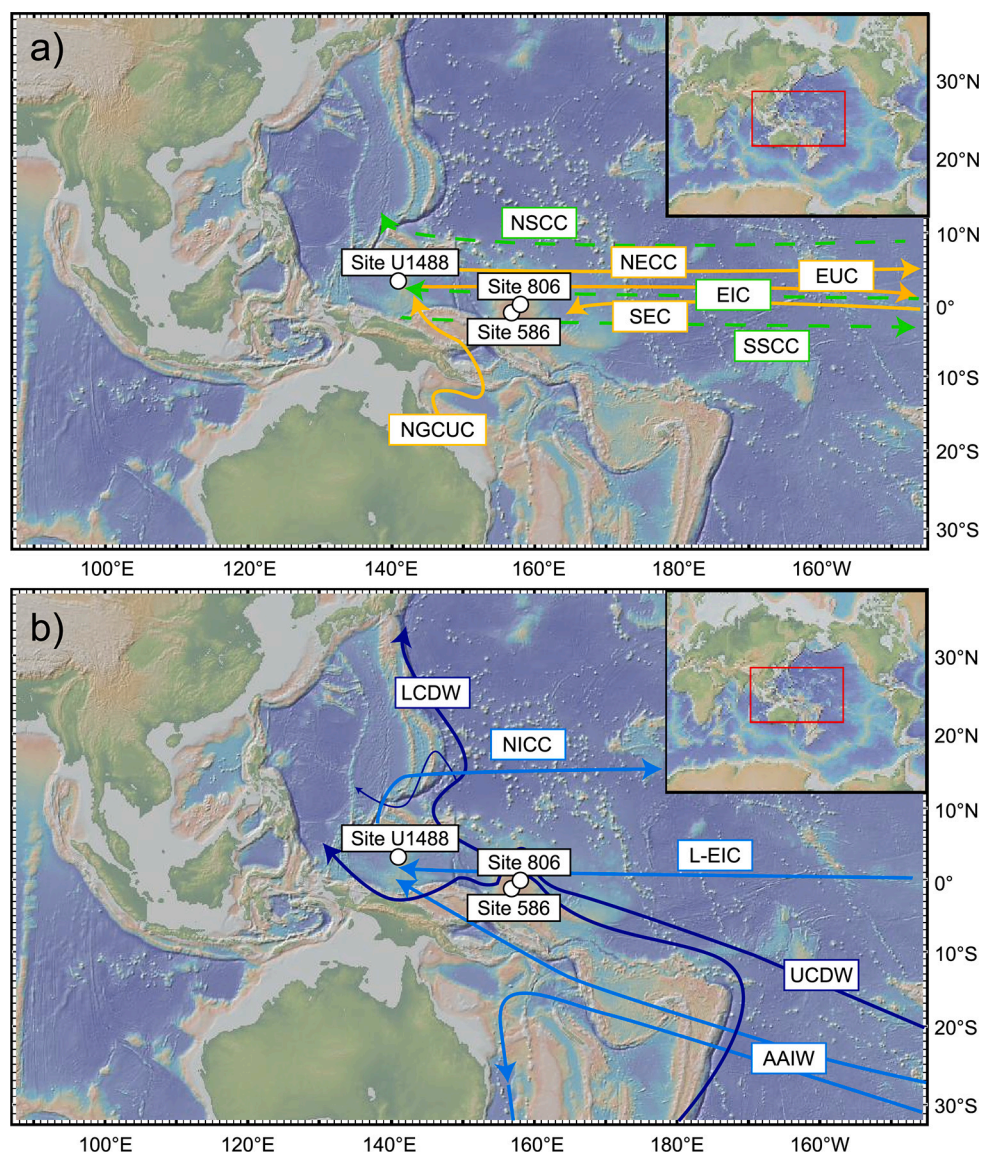 a)
30°N
20°N
10°N
0°
10°S
20°S
30°S
NSCC
Site U1488
NECC
EUC
Site 806
EIC
SEC
Site 586
SSCC
NGCUC
100°E
120°E
140°E
160°E
180°E
160°W
b)
30°N
20°N
10°N
0°
10°S
20°S
30°S
LCDW
NICC
Site U1488
L-EIC
Site 806
Site 586
UCDW
AAIW
100°E
120°E
140°E
160°E
180°E
160°W